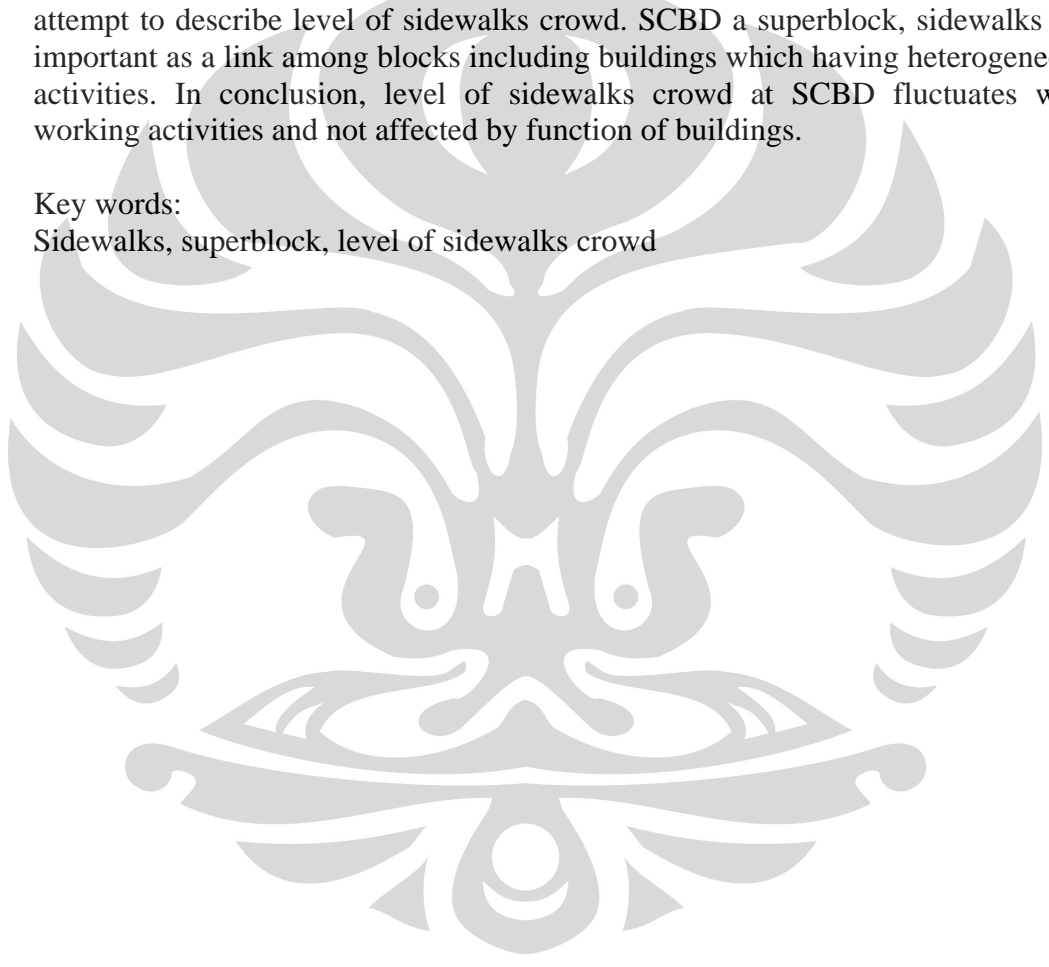 attempt to describe level of sidewalks crowd. SCBD a superblock, sidewalks
important as a link among blocks including buildings which having
activities. In conclusion, level of sidewalks crowd at SCBD fluctuates
working activities and not affected by function of buildings.
Key words:
Sidewalks, superblock, level of sidewalks crowd